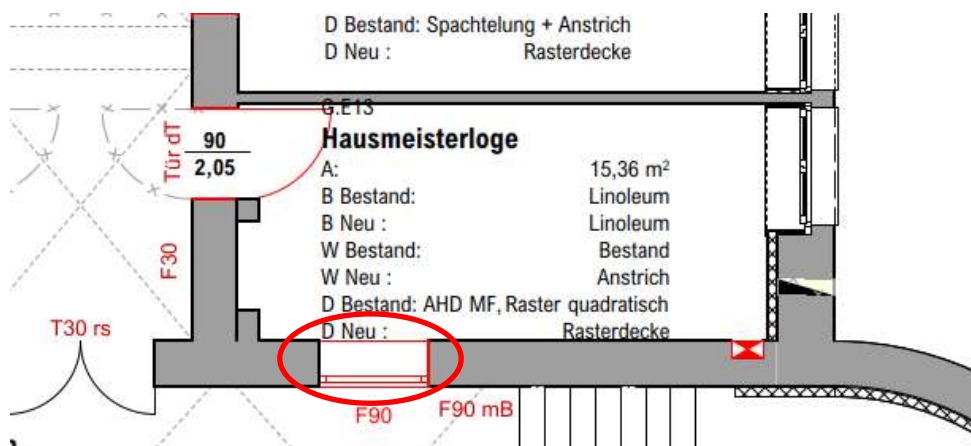 D Bestand: Spachtelung + Anstrich
D Neu : Rasterdecke
G.E13
Hausmeisterloge
A: 15,36 m²
B Bestand: Linoleum
B Neu : Linoleum
W Bestand: Bestand
W Neu : Anstrich
D Bestand: AHD MF, Raster quadratisch
D Neu : Rasterdecke
Tür dT
90
2,05
F30
T30 rs
F90
F90 mB